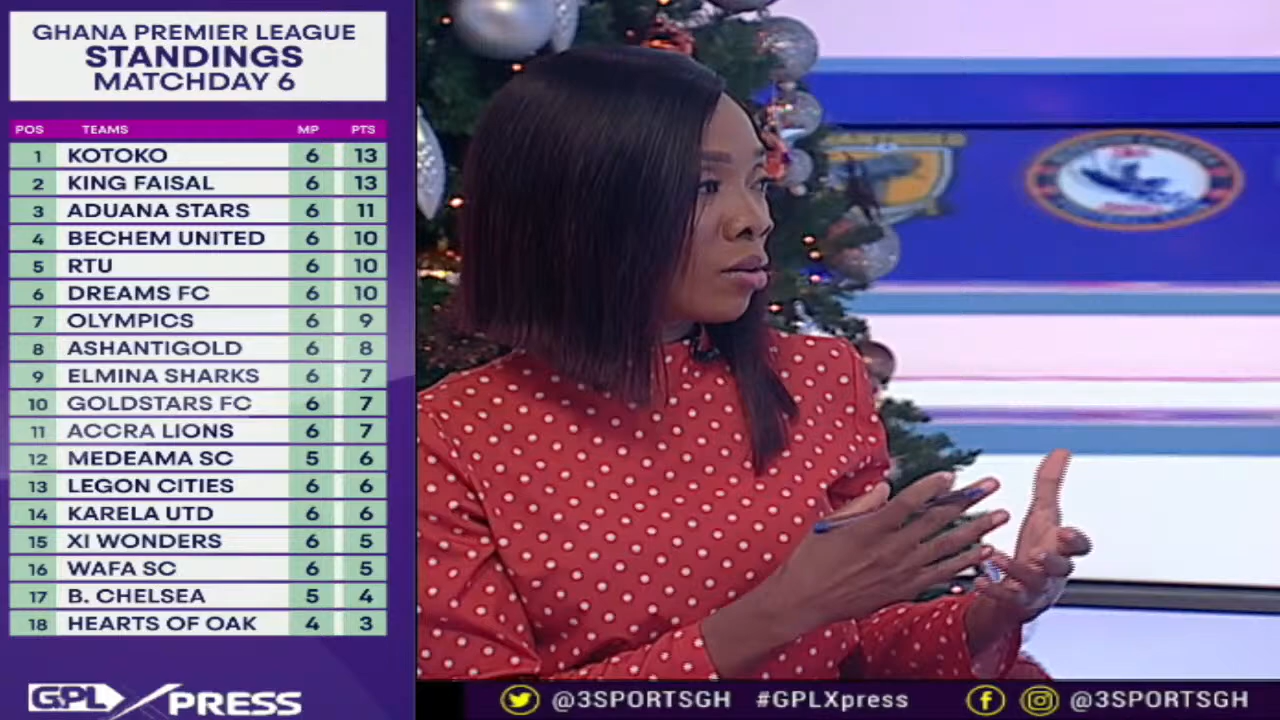 GHANA PREMIER LEAGUE
STANDINGS
MATCHDAY 6
POS TEAMS MP PTS
1 KOTOKO 6 13
2 KING FAISAL 6 13
3 ADUANA STARS 6 11
4 BECHEM UNITED 6 10
5 RTU 6 10
6 DREAMS FC 6 10
7 OLYMPICS 6 9
8 ASHANTIGOLD 6 8
9 ELMINA SHARKS 6 7
10 GOLDSTARS FC 6 7
11 ACCRA LIONS 6 7
12 MEDEAMA SC 5 6
13 LEGON CITIES 6 6
14 KARELA UTD 6 6
15 XI WONDERS 6 5
16 WAFA SC 6 5
17 B. CHELSEA 5 4
18 HEARTS OF OAK 4 3
GPL XPRESS
@3SPORTSGH #GPLXpress @3SPORTSGH